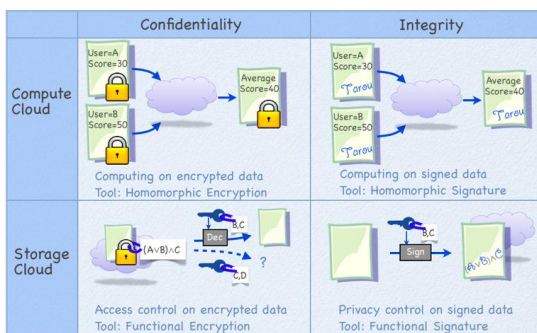 Confidentiality
Integrity
Compute
Cloud
User=A
Score=30
User=B
Score=50
Average
Score=40
Computing on encrypted data
Tool: Homomorphic Encryption
User=A
Score=30
Tarou
User=B
Score=50
Tarou
Average
Score=40
Tarou
Computing on signed data
Tool: Homomorphic Signature
Storage
Cloud
(A∨B)∧C
B,C
Dec
C,D
?
Access control on encrypted data
Tool: Functional Encryption
B,C
Sign
(A∨B)∧C
Privacy control on signed data
Tool: Functional Signature